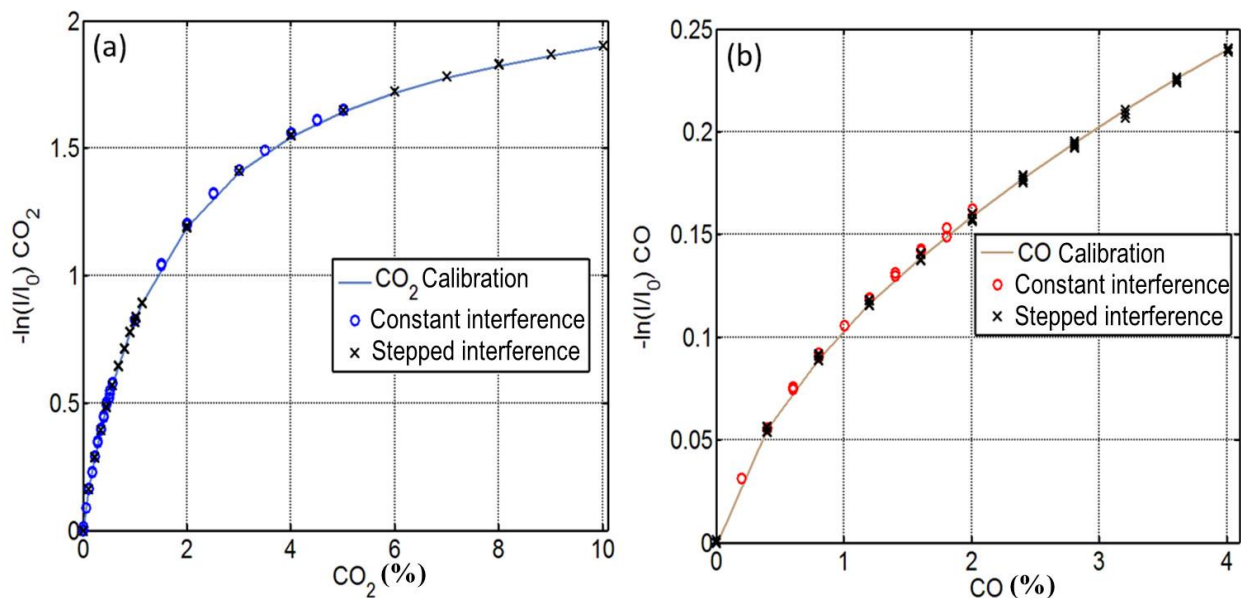 (a)
-ln(I/I0) CO2
2
1.5
1
0.5
0
0
2
4
6
8
10
CO2 (%)
CO2 Calibration
Constant interference
Stepped interference
(b)
-ln(I/I0) CO
0.25
0.2
0.15
0.1
0.05
0
0
1
2
3
4
CO (%)
CO Calibration
Constant interference
Stepped interference